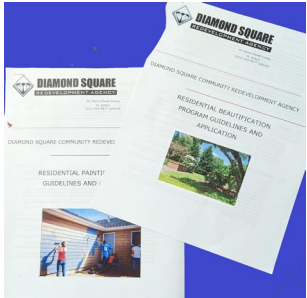 DIAMOND SQUARE
REDEVELOPMENT AGENCY
DIAMOND SQUARE COMMUNITY REDEVELOPMENT AGENCY
RESIDENTIAL BEAUTIFICATION
PROGRAM GUIDELINES AND
APPLICATION
DIAMOND SQUARE
REDEVELOPMENT AGENCY
DIAMOND SQUARE COMMUNITY REDEVE
RESIDENTIAL PAINTI
GUIDELINES AND